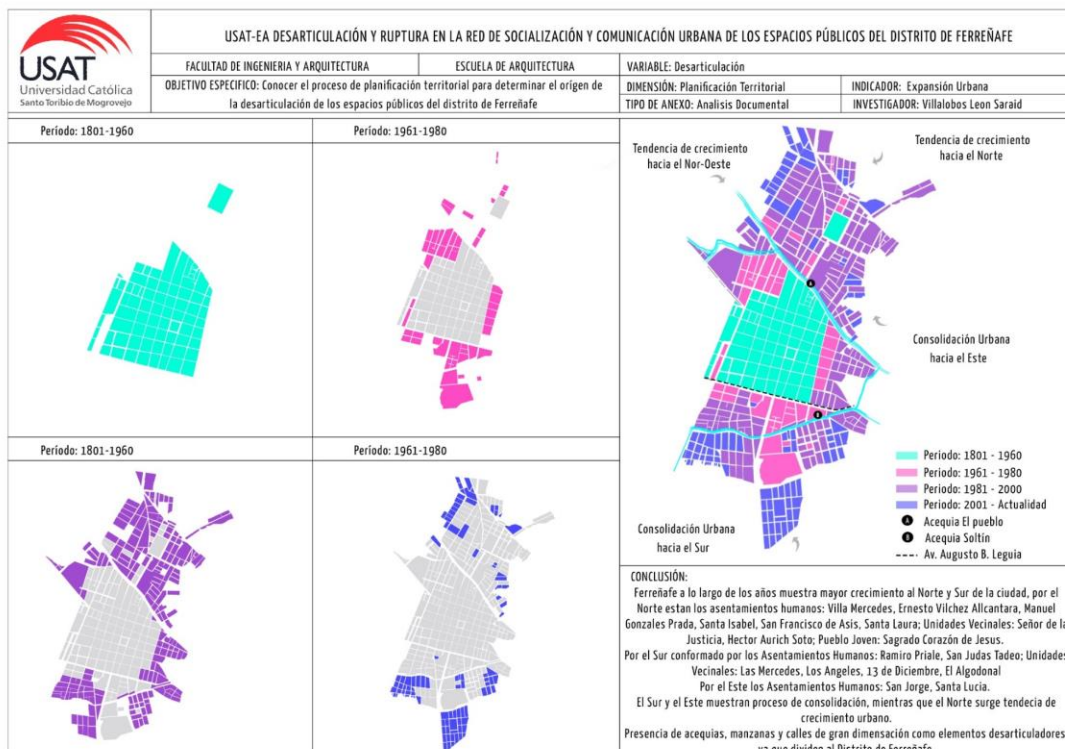 USAT
Universidad Católica
Santo Toribio de Mogrovejo
USAT-EA DESARTICULACIÓN Y RUPTURA EN LA RED DE SOCIALIZACIÓN Y COMUNICACIÓN URBANA DE LOS ESPACIOS PÚBLICOS DEL DISTRITO DE FERREÑAFE
FACULTAD DE INGENIERIA Y ARQUITECTURA
ESCUELA DE ARQUITECTURA
VARIABLE: Desarticulación
OBJETIVO ESPECIFICO: Conocer el proceso de planificación territorial para determinar el orígen de
la desarticulación de los espacios públicos del distrito de Ferreñafe
DIMENSIÓN: Planificación Territorial
INDICADOR: Expansión Urbana
TIPO DE ANEXO: Analisis Documental
INVESTIGADOR: Villalobos Leon Saraid
Período: 1801-1960
Período: 1961-1980
Período: 1801-1960
Período: 1961-1980
Tendencia de crecimiento
hacia el Nor-Oeste
Tendencia de crecimiento
hacia el Norte
Consolidación Urbana
hacia el Este
Consolidación Urbana
hacia el Sur
Periodo: 1801 - 1960
Periodo: 1961 - 1980
Periodo: 1981 - 2000
Periodo: 2001 - Actualidad
Acequia El pueblo
Acequia Soltín
Av. Augusto B. Leguia
CONCLUSIÓN:
Ferreñafe a lo largo de los años muestra mayor crecimiento al Norte y Sur de la ciudad, por el
Norte estan los asentamientos humanos: Villa Mercedes, Ernesto Vilchez Allcantara, Manuel
Gonzales Prada, Santa Isabel, San Francisco de Asis, Santa Laura; Unidades Vecinales: Señor de la
Justicia, Hector Aurich Soto; Pueblo Joven: Sagrado Corazón de Jesus.
Por el Sur conformado por los Asentamientos Humanos: Ramiro Priale, San Judas Tadeo; Unidades
Vecinales: Las Mercedes, Los Angeles, 13 de Diciembre, El Algodonal
Por el Este los Asentamientos Humanos: San Jorge, Santa Lucia.
El Sur y el Este muestran proceso de consolidación, mientras que el Norte surge tendecia de
crecimiento urbano.
Presencia de acequias, manzanas y calles de gran dimensación como elementos desarticuladores
ya que dividen al Distrito de Ferreñafe